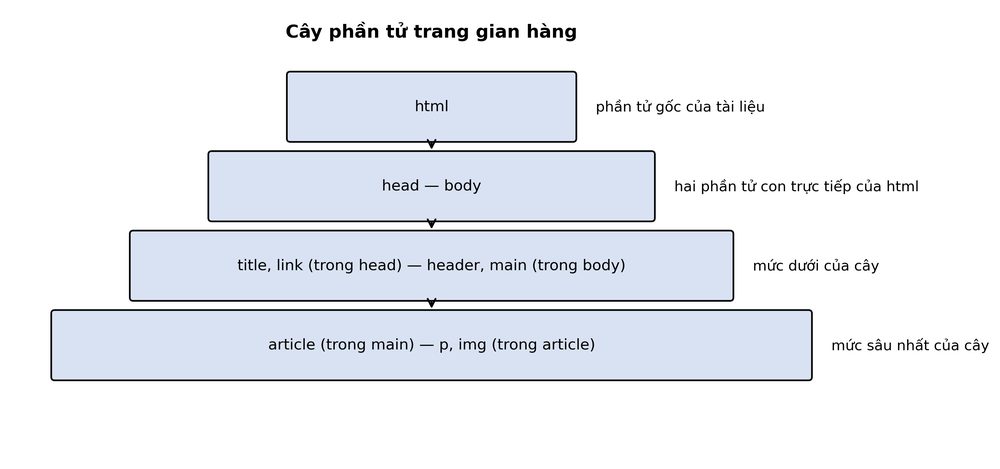 Cây phần tử trang gian hàng
html
phần tử gốc của tài liệu
head — body
hai phần tử con trực tiếp của html
title, link (trong head) — header, main (trong body)
mức dưới của cây
article (trong main) — p, img (trong article)
mức sâu nhất của cây